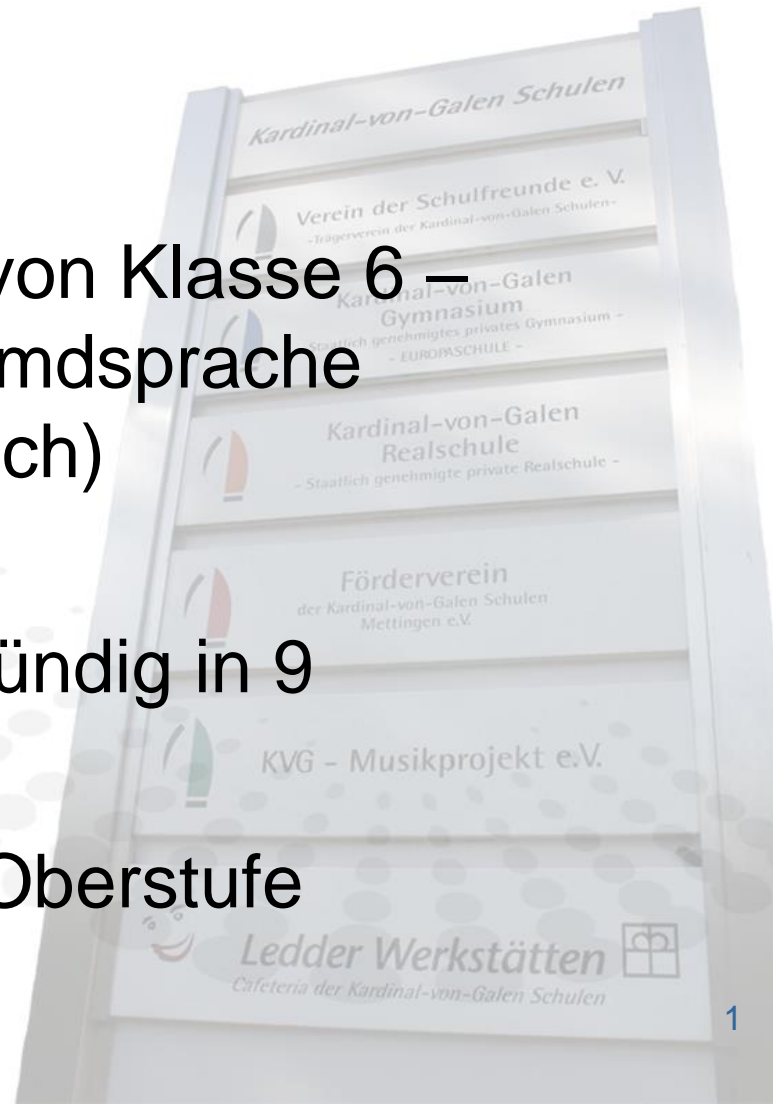 Kardinal-von-Galen Schulen
Verein der Schulfreunde e. V.
-Trägerverein der Kardinal-von-Galen Schulen-
von Klasse 6 –
Kardinal-von-Galen
Gymnasium
- Staatlich genehmigtes privates Gymnasium -
- EUROPASCHULE -
emdsprache
ch)
Kardinal-von-Galen
Realschule
- Staatlich genehmigte private Realschule -
Förderverein
der Kardinal-von-Galen Schulen
Mettingen e.V.
ündig in 9
KVG - Musikprojekt e.V.
Oberstufe
Ledder Werkstätten
Cafeteria der Kardinal-von-Galen Schulen
1